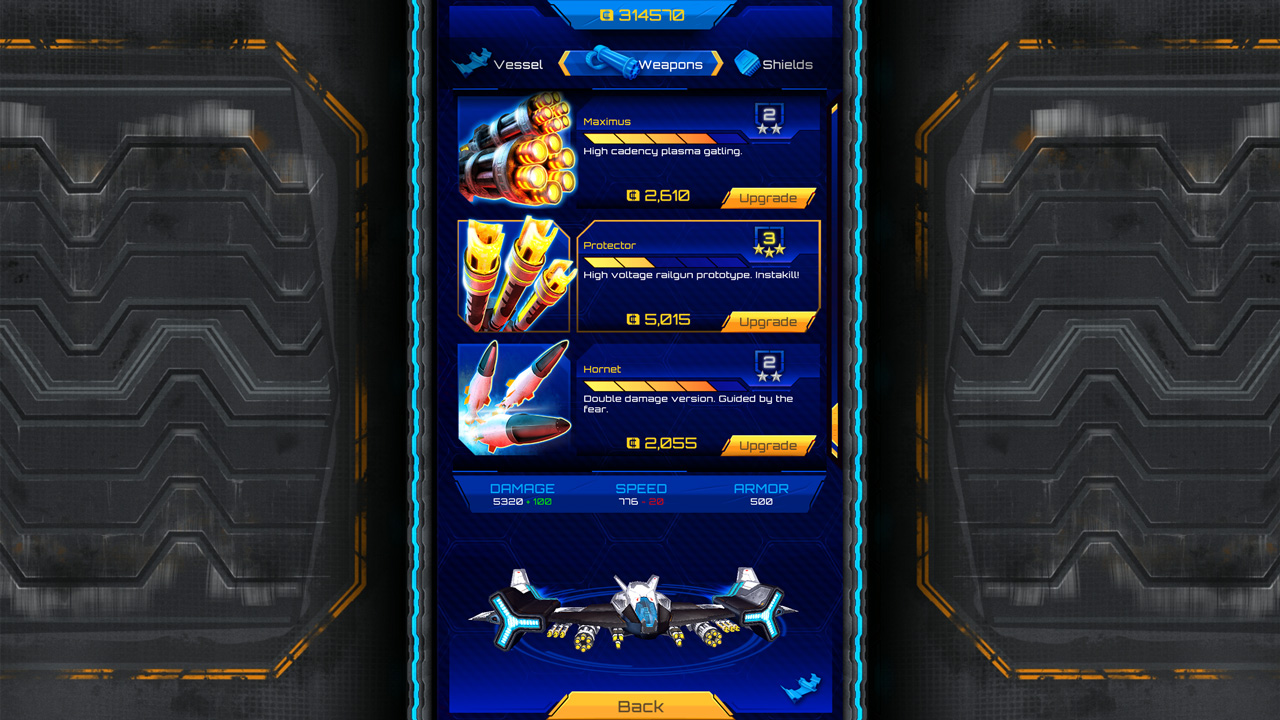 314570
Vessel
Weapons
Shields
Maximus
2
High cadency plasma gatling.
2,610
Upgrade
Protector
3
High voltage railgun prototype. Instakill!
5,015
Upgrade
Hornet
2
Double damage version. Guided by the
fear.
2,055
Upgrade
DAMAGE SPEED ARMOR
5320 + 100 776 - 20 500
Back